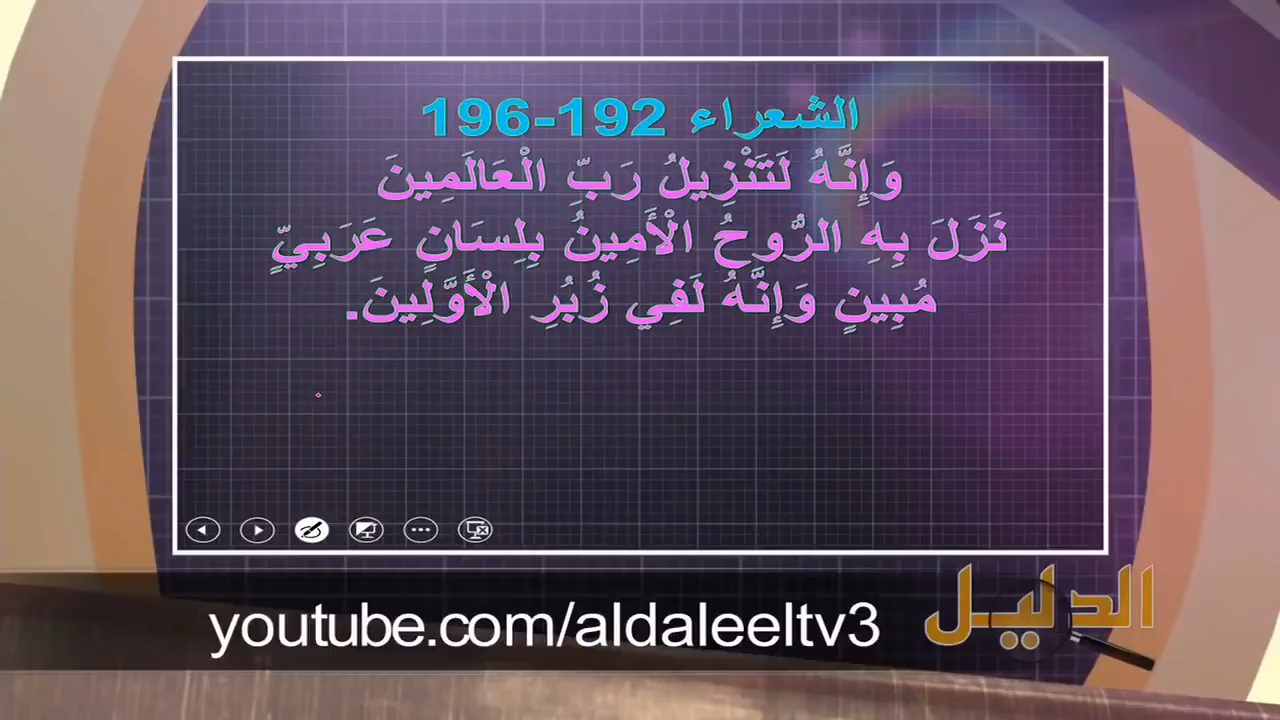 الشعراء 192-196
وَإِنَّهُ لَتَنْزِيلُ رَبِّ الْعَالَمِينَ
نَزَلَ بِهِ الرُّوحُ الْأَمِينُ بِلِسَانٍ عَرَبِيٍّ
مُبِينٍ وَإِنَّهُ لَفِي زُبُرِ الْأَوَّلِينَ.
الدليل
youtube.com/aldaleeltv3